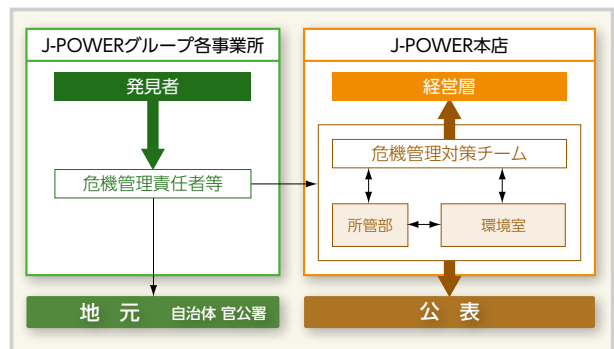 J-POWERグループ各事業所
発見者
危機管理責任者等
地 元 自治体 官公署
J-POWER本店
経営層
危機管理対策チーム
所管部
環境室
公 表